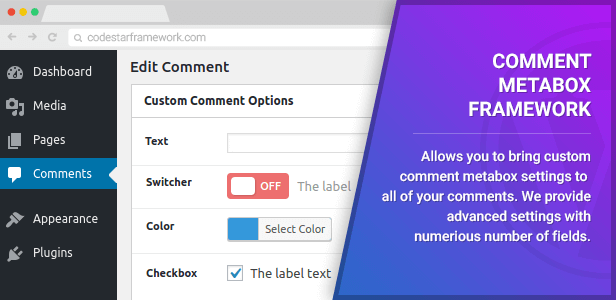 codestarframework.com
Dashboard
Media
Pages
Comments
Appearance
Plugins
Edit Comment
Custom Comment Options
Text
Switcher
OFF
The label
Color
Select Color
Checkbox
The label text
COMMENT
METABOX
FRAMEWORK
Allows you to bring custom
comment metabox settings to
all of your comments. We provide
advanced settings with
numerious number of fields.